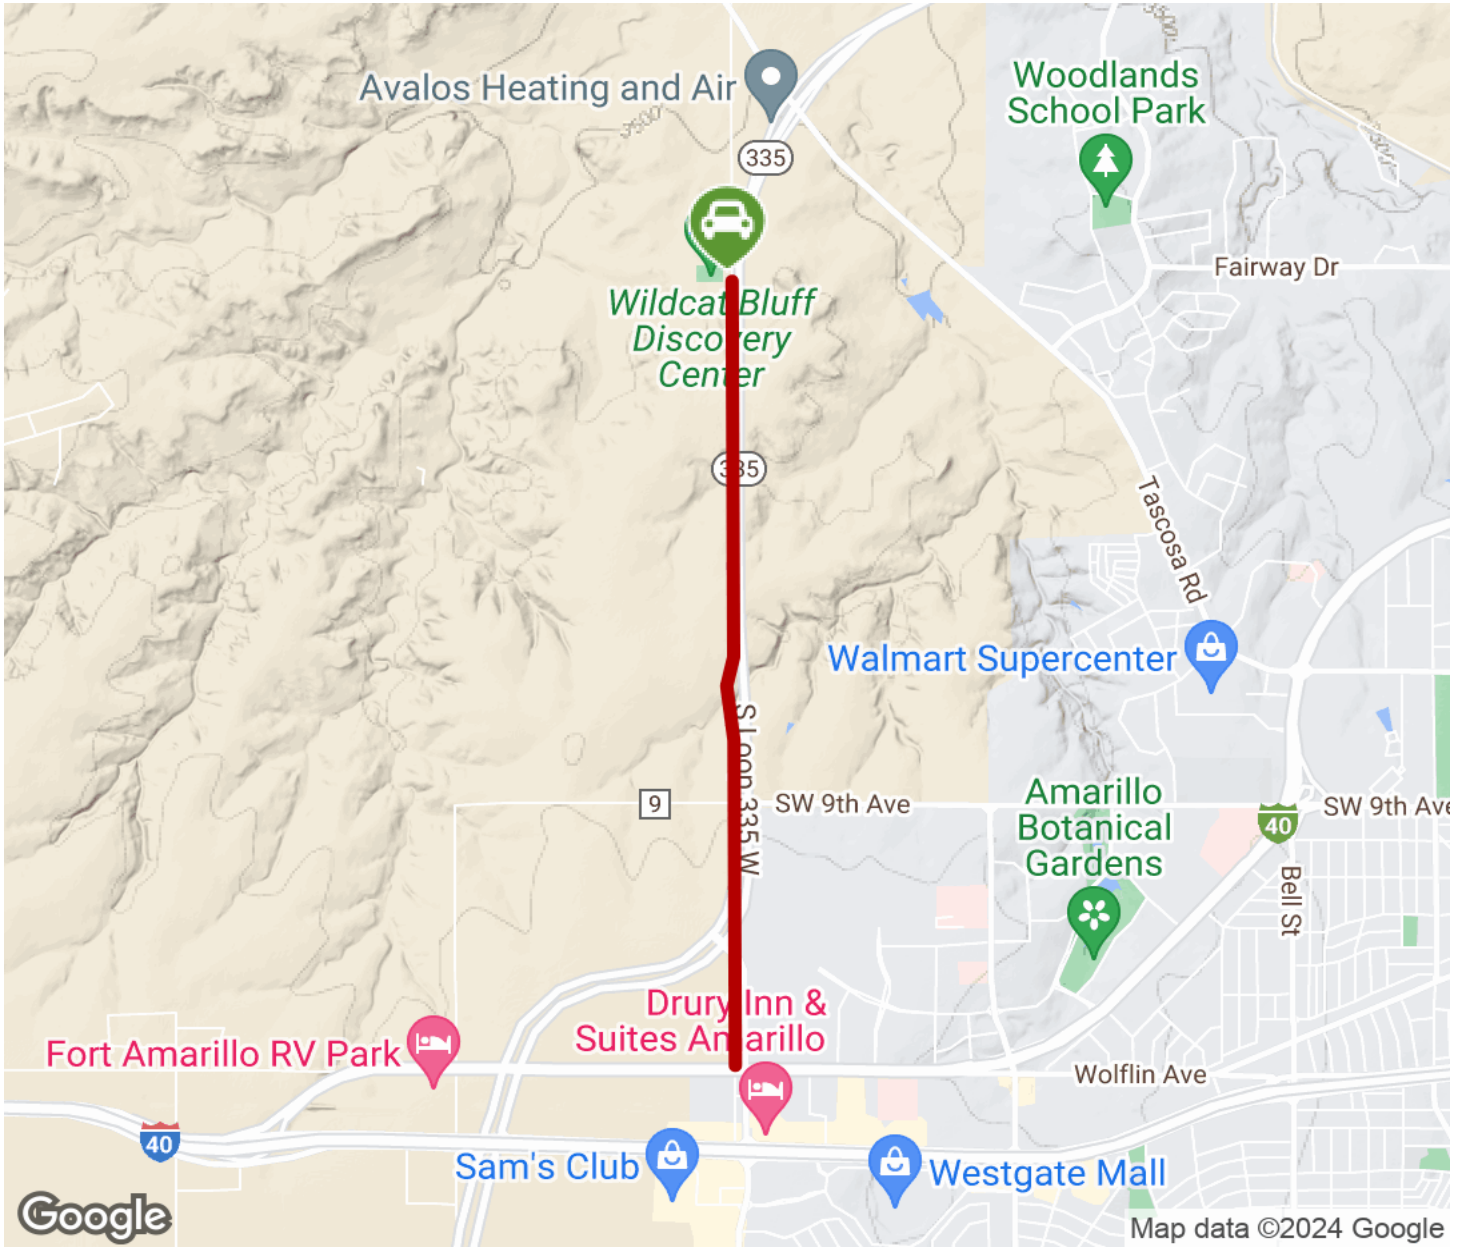 3500
Avalos Heating and Air
Woodlands
School Park
3500
335
Fairway Dr
Wildcat Bluff
Discovery
Center
335
Tascosa Rd
Walmart Supercenter
S Loop 335 W
9
SW 9th Ave
Amarillo
Botanical
Gardens
40
SW 9th Ave
Bell St
Drury Inn &
Suites Amarillo
Fort Amarillo RV Park
Wolflin Ave
40
Sam's Club
Westgate Mall
Google
Map data ©2024 Google